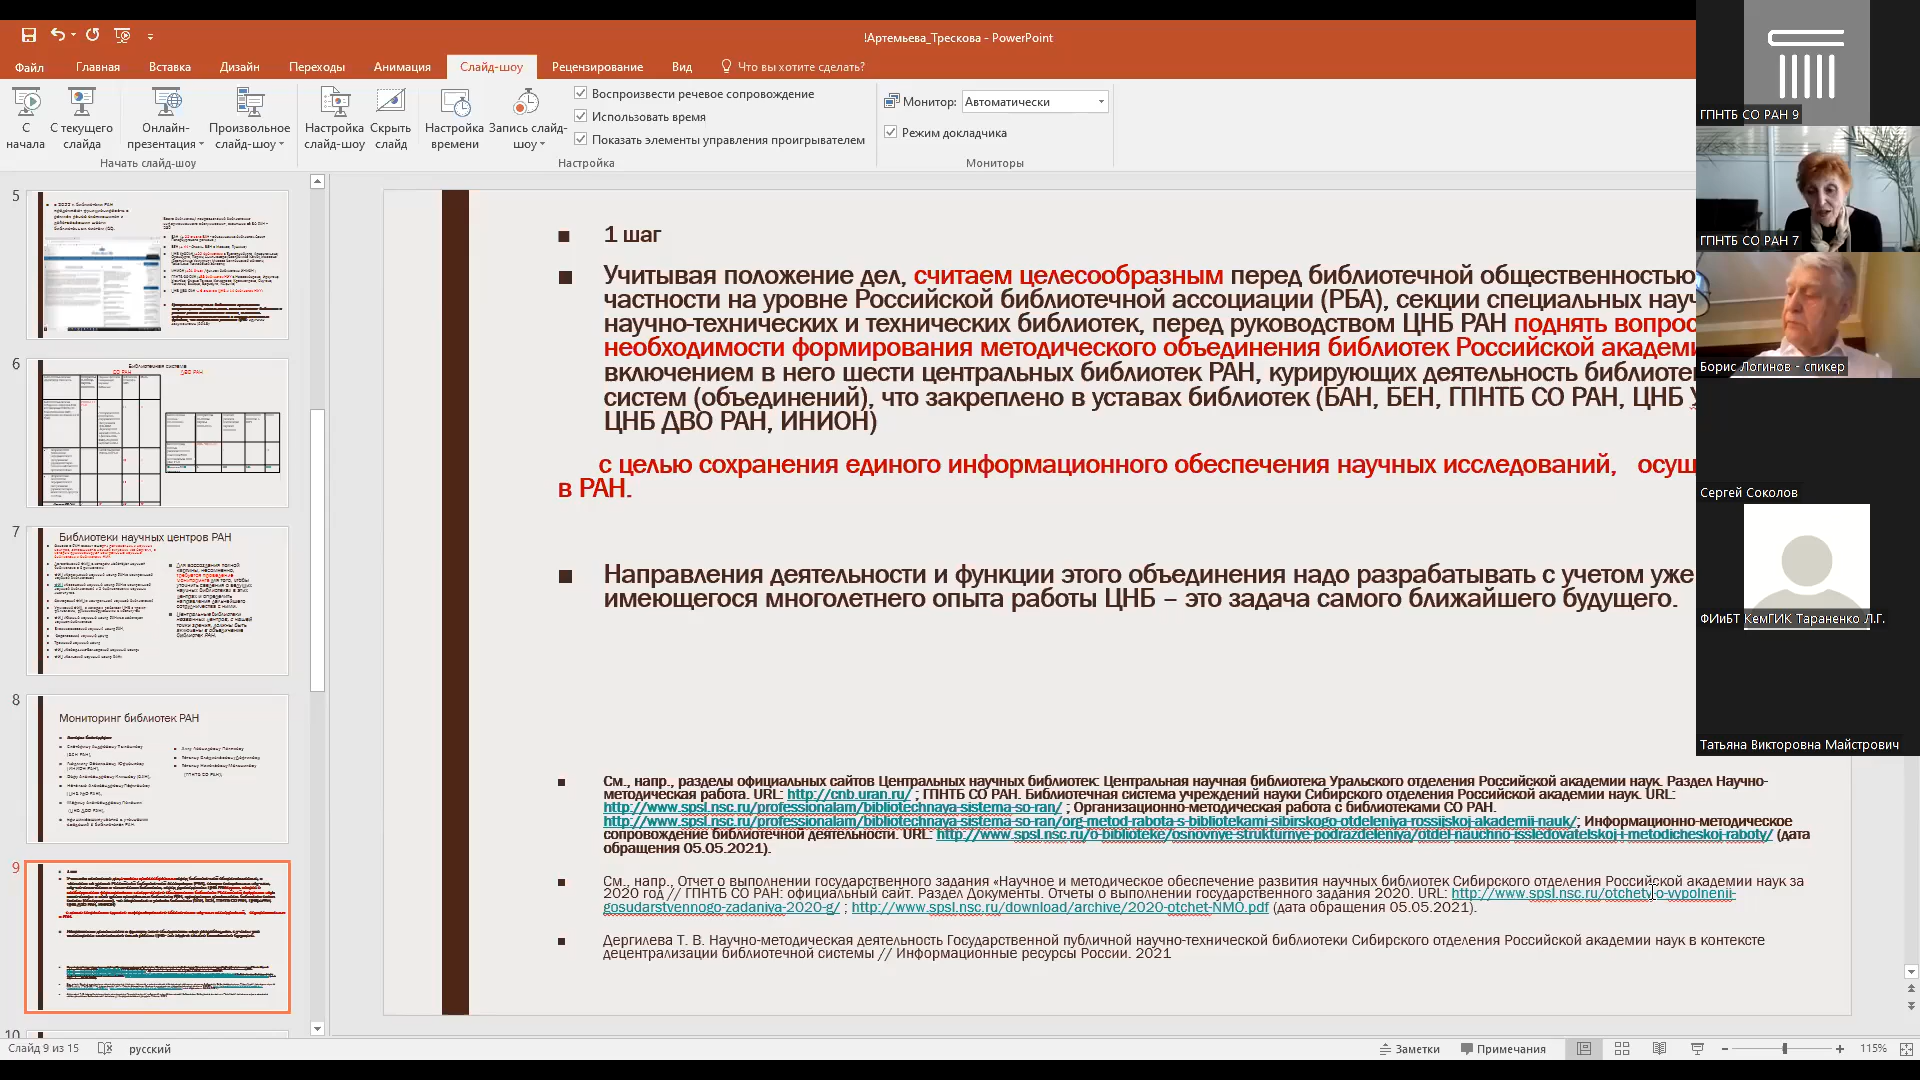 !Артемьева_Трескова - PowerPoint
Файл Главная Вставка Дизайн Переходы Анимация Слайд-шоу Рецензирование Вид Что вы хотите сделать?
С начала
С текущего слайда
Онлайн-презентация
Произвольное слайд-шоу
Начать слайд-шоу
Настройка слайд-шоу
Скрыть слайд
Настройка времени
Запись слайд-шоу
Воспроизвести речевое сопровождение
Использовать время
Показать элементы управления проигрывателем
Настройка
Монитор: Автоматически
Режим докладчика
Мониторы
5
6
Библиотечная система
СО РАН ДВО РАН
7
Библиотеки научных центров РАН
8
Мониторинг библиотек РАН
9
10
1 шаг
Учитывая положение дел, считаем целесообразным перед библиотечной общественностью
частности на уровне Российской библиотечной ассоциации (РБА), секции специальных науч
научно-технических и технических библиотек, перед руководством ЦНБ РАН поднять вопрос
необходимости формирования методического объединения библиотек Российской академи
включением в него шести центральных библиотек РАН, курирующих деятельность библиоте
систем (объединений), что закреплено в уставах библиотек (БАН, БЕН, ГПНТБ СО РАН, ЦНБ У
ЦНБ ДВО РАН, ИНИОН)
с целью сохранения единого информационного обеспечения научных исследований, осущ
в РАН.
Направления деятельности и функции этого объединения надо разрабатывать с учетом уже
имеющегося многолетнего опыта работы ЦНБ – это задача самого ближайшего будущего.
См., напр., разделы официальных сайтов Центральных научных библиотек: Центральная научная библиотека Уральского отделения Российской академии наук. Раздел Научно-
методическая работа. URL: http://cnb.uran.ru/ ; ГПНТБ СО РАН. Библиотечная система учреждений науки Сибирского отделения Российской академии наук. URL:
http://www.spsl.nsc.ru/professionalam/bibliotechnaya-sistema-so-ran/ ; Организационно-методическая работа с библиотеками СО РАН.
http://www.spsl.nsc.ru/professionalam/bibliotechnaya-sistema-so-ran/org-metod-rabota-s-bibliotekami-sibirskogo-otdeleniya-rossijskoj-akademii-nauk/; Информационно-методическое
сопровождение библиотечной деятельности. URL: http://www.spsl.nsc.ru/o-biblioteke/osnovnye-strukturnye-podrazdeleniya/otdel-nauchno-issledovatelskoj-i-metodicheskoj-raboty/ (дата
обращения 05.05.2021).
См., напр., Отчет о выполнении государственного задания «Научное и методическое обеспечение развития научных библиотек Сибирского отделения Российской академии наук за
2020 год // ГПНТБ СО РАН: официальный сайт. Раздел Документы. Отчеты о выполнении государственного задания 2020. URL: http://www.spsl.nsc.ru/otchety-o-vypolnenii-
gosudarstvennogo-zadaniya-2020-g/ ; http://www.spsl.nsc.ru/download/archive/2020-otchet-NMO.pdf (дата обращения 05.05.2021).
Дергилева Т. В. Научно-методическая деятельность Государственной публичной научно-технической библиотеки Сибирского отделения Российской академии наук в контексте
децентрализации библиотечной системы // Информационные ресурсы России. 2021
ГПНТБ СО РАН 9
ГПНТБ СО РАН 7
Борис Логинов - спикер
Сергей Соколов
ФИиБТ КемГИК Тараненко Л.Г.
Татьяна Викторовна Майстрович
Слайд 9 из 15 русский Заметки Примечания 115%